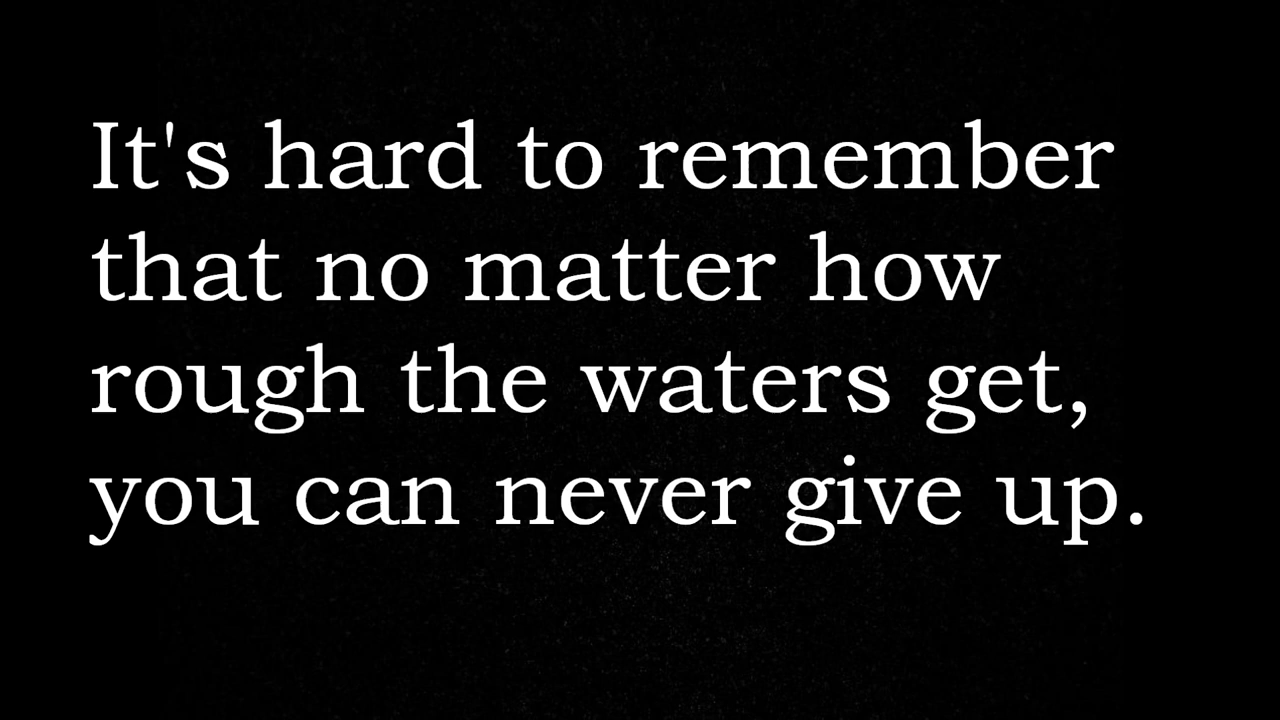 It's hard to remember
that no matter how
rough the waters get,
you can never give up.